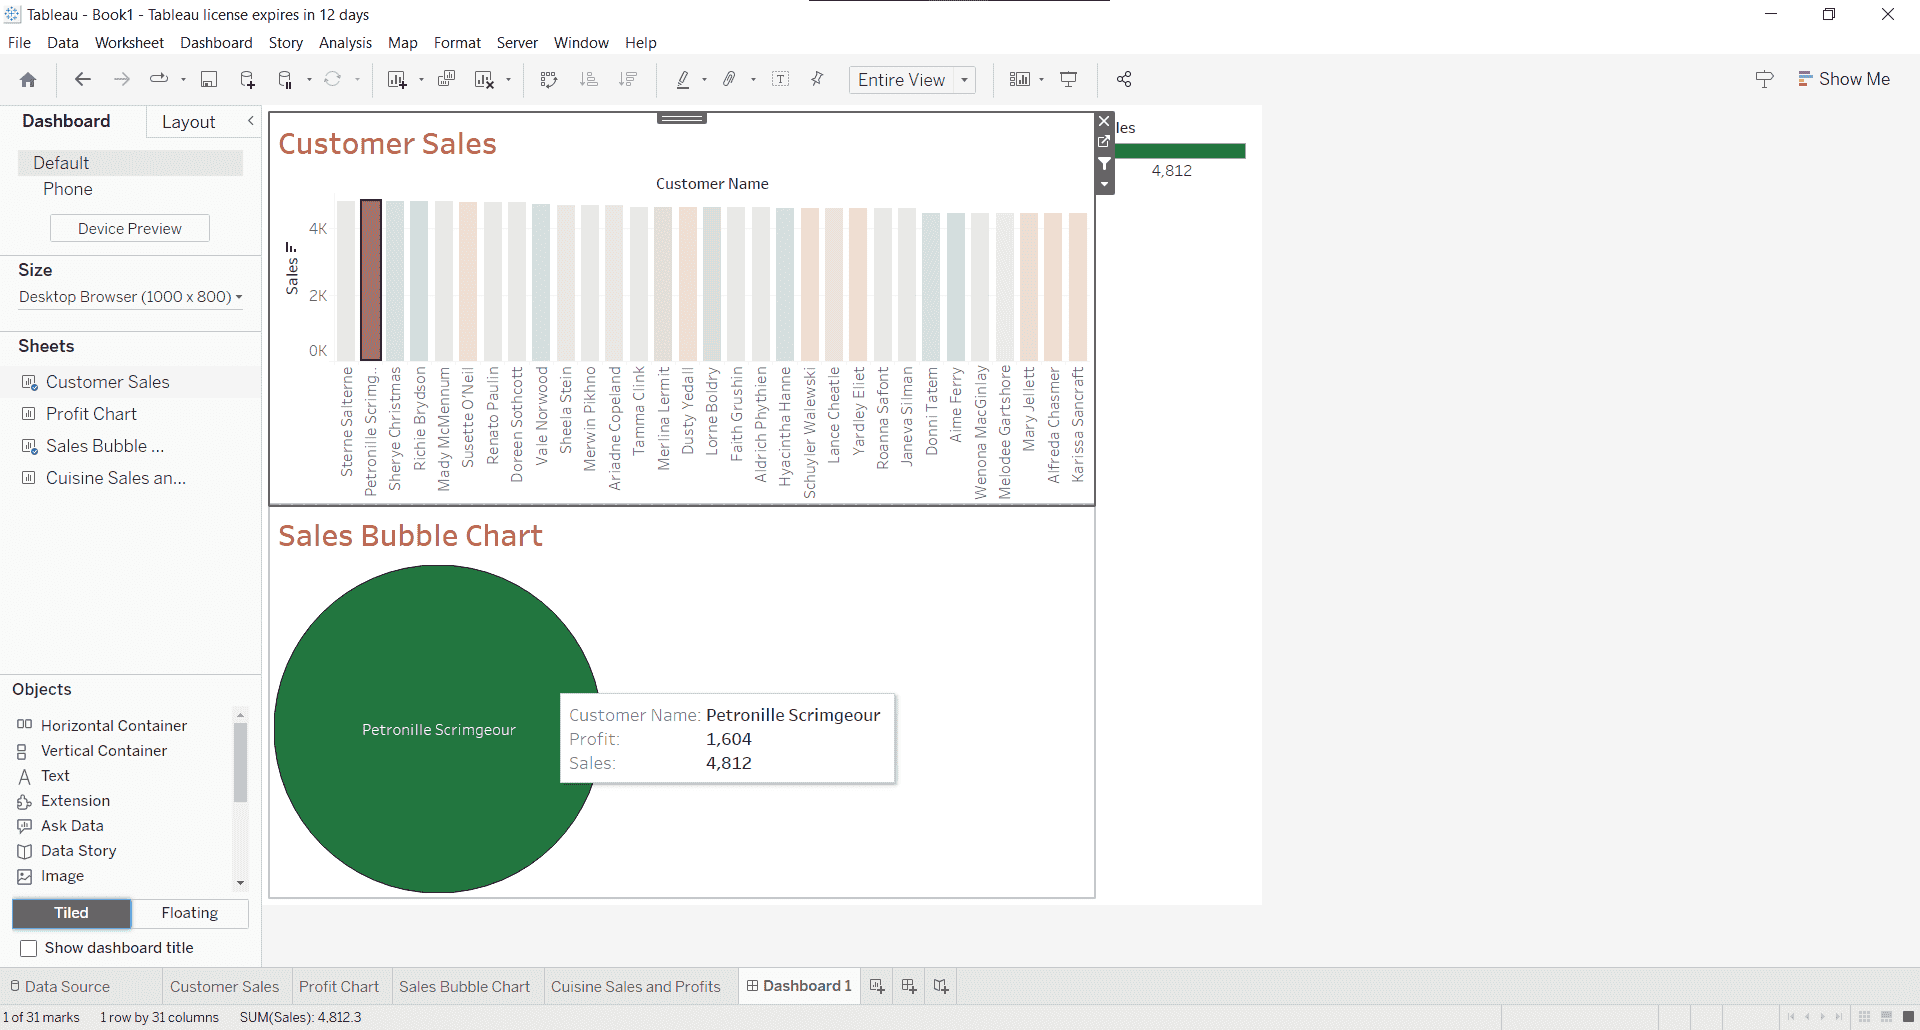 Tableau - Book1 - Tableau license expires in 12 days
File Data Worksheet Dashboard Story Analysis Map Format Server Window Help
Entire View
Show Me
Dashboard
Layout
Default
Phone
Device Preview
Size
Desktop Browser (1000 x 800)
Sheets
Customer Sales
Profit Chart
Sales Bubble ...
Cuisine Sales an...
Objects
Horizontal Container
Vertical Container
Text
Extension
Ask Data
Data Story
Image
Tiled
Floating
Show dashboard title
Customer Sales
Customer Name
Sales
4K
2K
0K
Sterne Salterne
Petronille Scrimg..
Sherye Christmas
Richie Brydson
Mady McMennum
Susette O'Neil
Renato Paulin
Doreen Sothcott
Vale Norwood
Sheela Stein
Merwin Pikhno
Ariadne Copeland
Tamma Clink
Merlina Lermit
Dusty Yedall
Lorne Boldry
Faith Grushin
Aldrich Phythien
Hyacintha Hanne
Schuyler Walewski
Lance Cheatle
Yardley Eliet
Roanna Safont
Janeva Silman
Donni Tatem
Aime Ferry
Wenona MacGinlay
Melodee Gartshore
Mary Jellett
Alfreda Chasmer
Karissa Sancraft
les
4,812
Sales Bubble Chart
Petronille Scrimgeour
Customer Name: Petronille Scrimgeour
Profit: 1,604
Sales: 4,812
Data Source
Customer Sales
Profit Chart
Sales Bubble Chart
Cuisine Sales and Profits
Dashboard 1
1 of 31 marks 1 row by 31 columns SUM(Sales): 4,812.3